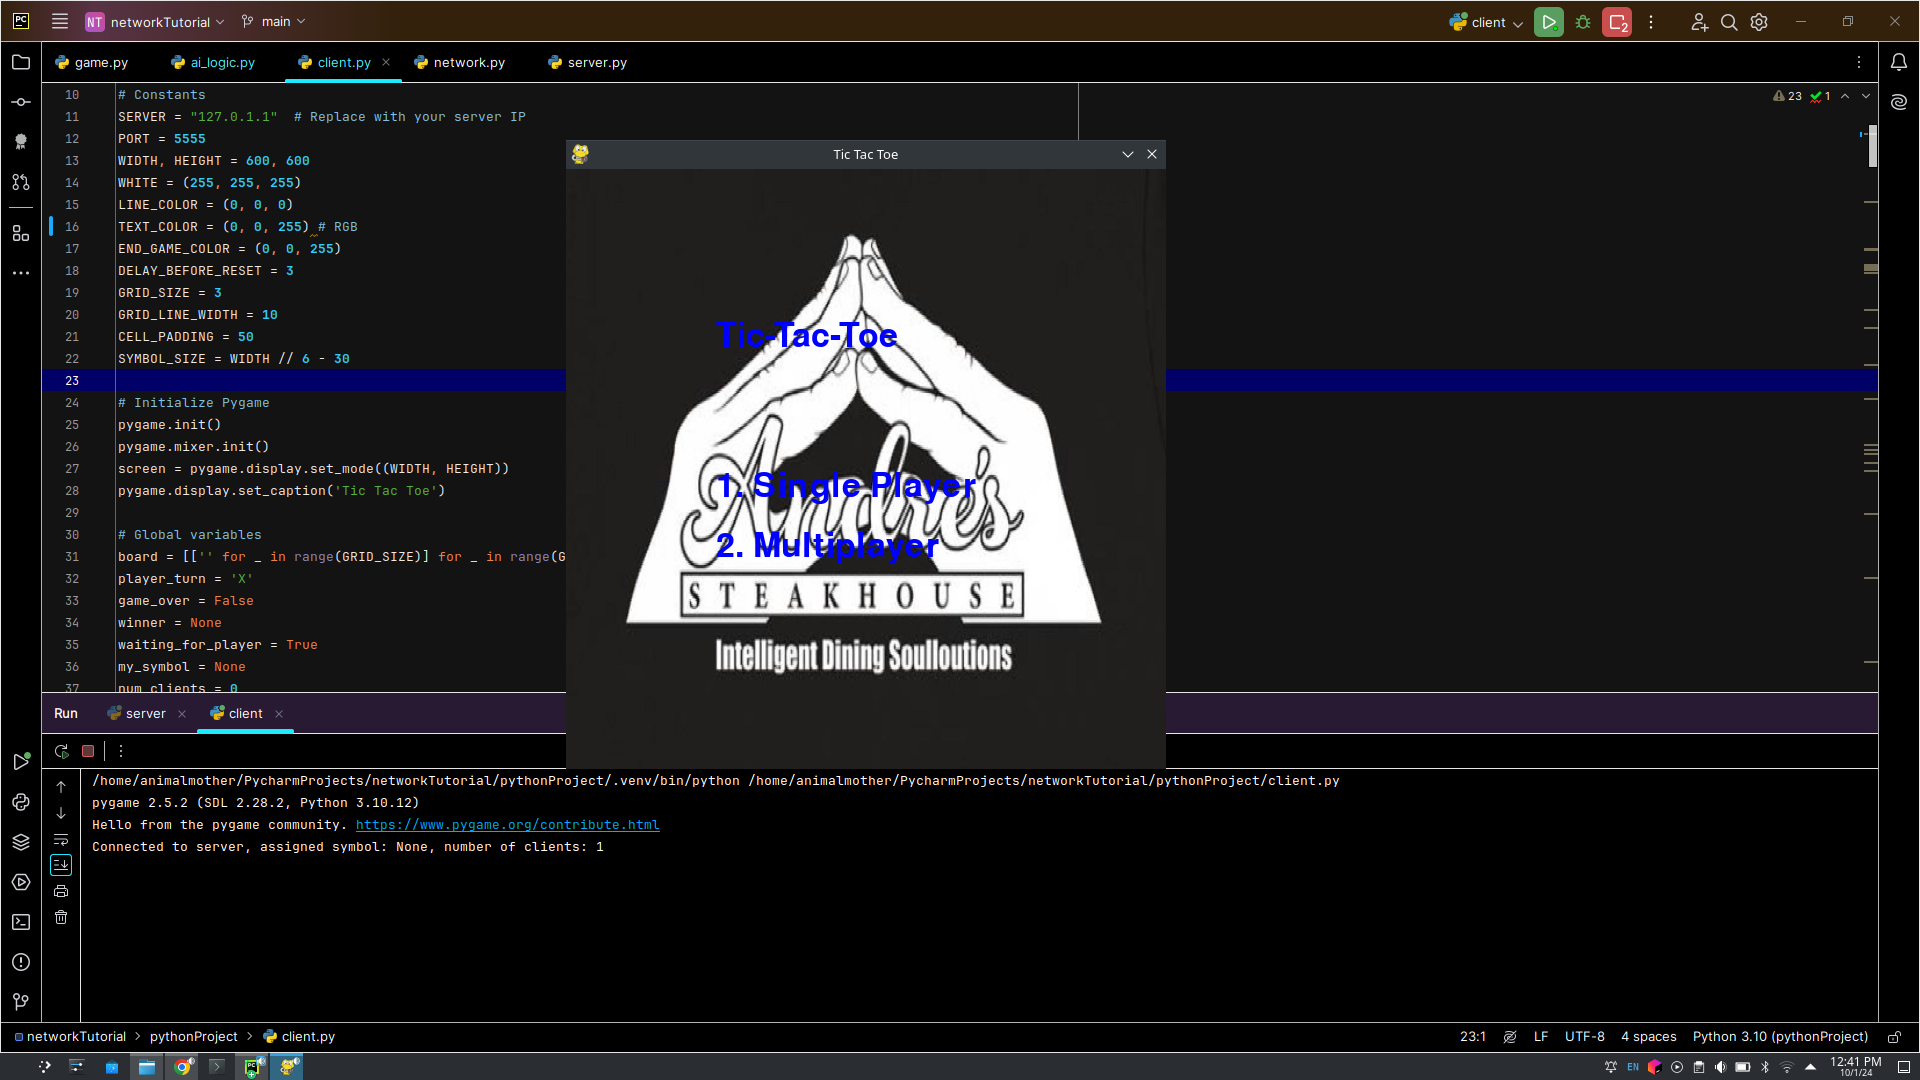 PC
NT networkTutorial main
client
2
game.py ai_logic.py client.py network.py server.py
23 1
10 # Constants
11 SERVER = "127.0.1.1" # Replace with your server IP
12 PORT = 5555
13 WIDTH, HEIGHT = 600, 600
14 WHITE = (255, 255, 255)
15 LINE_COLOR = (0, 0, 0)
16 TEXT_COLOR = (0, 0, 255) # RGB
17 END_GAME_COLOR = (0, 0, 255)
18 DELAY_BEFORE_RESET = 3
19 GRID_SIZE = 3
20 GRID_LINE_WIDTH = 10
21 CELL_PADDING = 50
22 SYMBOL_SIZE = WIDTH // 6 - 30
23
24 # Initialize Pygame
25 pygame.init()
26 pygame.mixer.init()
27 screen = pygame.display.set_mode((WIDTH, HEIGHT))
28 pygame.display.set_caption('Tic Tac Toe')
29
30 # Global variables
31 board = [['' for _ in range(GRID_SIZE)] for _ in range(G
32 player_turn = 'X'
33 game_over = False
34 winner = None
35 waiting_for_player = True
36 my_symbol = None
37 num_clients = 0
Tic Tac Toe
Tic-Tac-Toe
1. Single Player
André's
2. Multiplayer
STEAKHOUSE
Intelligent Dining Soulloutions
Run server client
/home/animalmother/PycharmProjects/networkTutorial/pythonProject/.venv/bin/python /home/animalmother/PycharmProjects/networkTutorial/pythonProject/client.py
pygame 2.5.2 (SDL 2.28.2, Python 3.10.12)
Hello from the pygame community. https://www.pygame.org/contribute.html
Connected to server, assigned symbol: None, number of clients: 1
networkTutorial pythonProject client.py
23:1 LF UTF-8 4 spaces Python 3.10 (pythonProject)
EN
12:41 PM
10/1/24